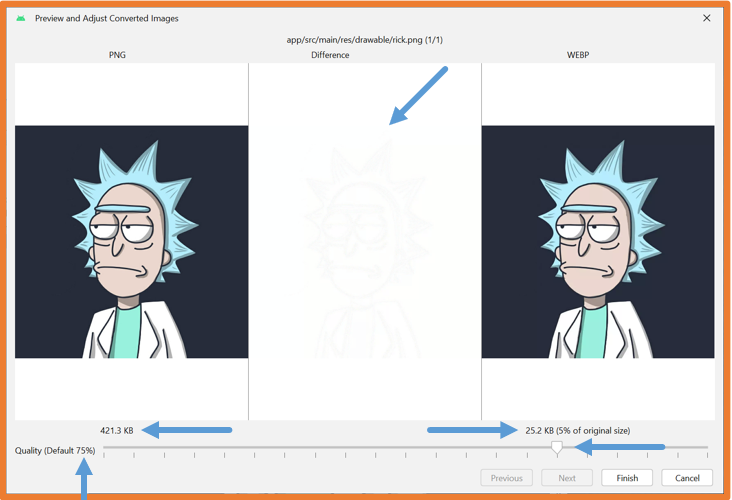 Preview and Adjust Converted Images
app/src/main/res/drawable/rick.png (1/1)
PNG
Difference
WEBP
421.3 KB
25.2 KB (5% of original size)
Quality (Default 75%)
Previous
Next
Finish
Cancel